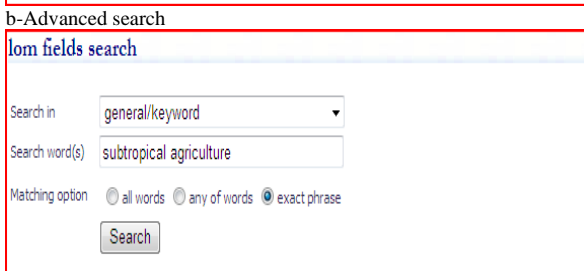 b-Advanced search
lom fields search
Search in general/keyword
Search word(s) subtropical agriculture
Matching option all words any of words exact phrase
Search